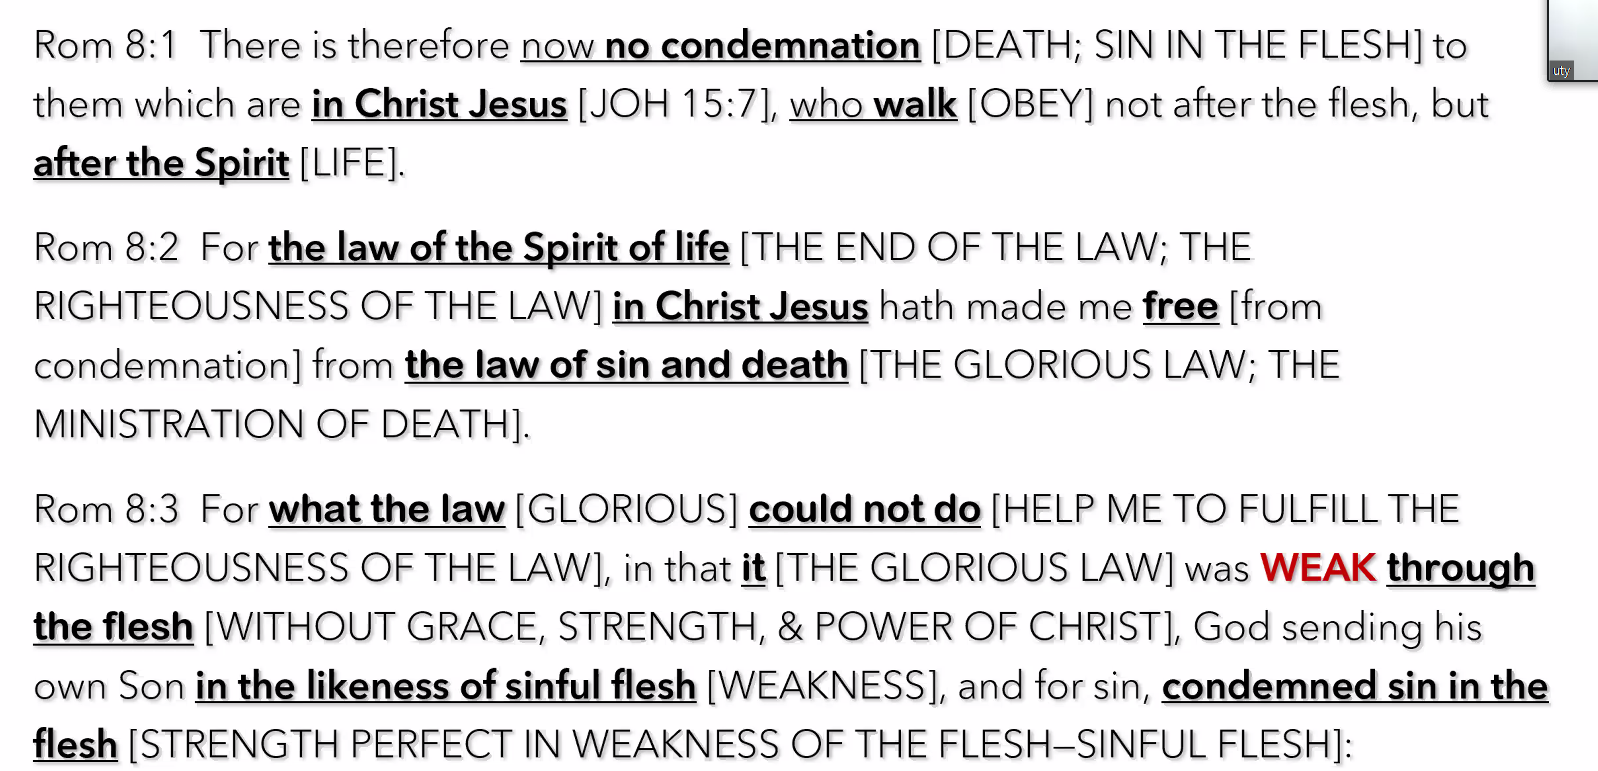 Rom 8:1  There is therefore now no condemnation [DEATH; SIN IN THE FLESH] to
them which are in Christ Jesus [JOH 15:7], who walk [OBEY] not after the flesh, but
after the Spirit [LIFE].
Rom 8:2  For the law of the Spirit of life [THE END OF THE LAW; THE
RIGHTEOUSNESS OF THE LAW] in Christ Jesus hath made me free [from
condemnation] from the law of sin and death [THE GLORIOUS LAW; THE
MINISTRATION OF DEATH].
Rom 8:3  For what the law [GLORIOUS] could not do [HELP ME TO FULFILL THE
RIGHTEOUSNESS OF THE LAW], in that it [THE GLORIOUS LAW] was WEAK through
the flesh [WITHOUT GRACE, STRENGTH, & POWER OF CHRIST], God sending his
own Son in the likeness of sinful flesh [WEAKNESS], and for sin, condemned sin in the
flesh [STRENGTH PERFECT IN WEAKNESS OF THE FLESH—SINFUL FLESH]:
uty